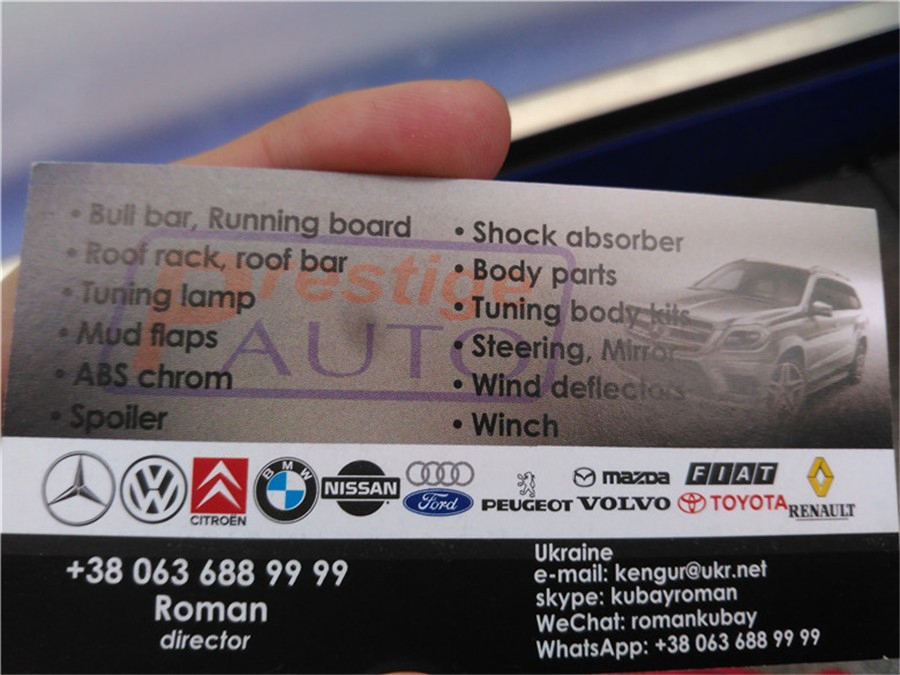 Prestige
AUTO
• Bull bar, Running board
• Roof rack, roof bar
• Tuning lamp
• Mud flaps
• ABS chrom
• Spoiler
• Shock absorber
• Body parts
• Tuning body kits
• Steering, Mirror
• Wind deflectors
• Winch
CITROËN
BMW
NISSAN
Ford
PEUGEOT
mazda
VOLVO
FIAT
TOYOTA
RENAULT
+38 063 688 99 99
Roman
director
Ukraine
e-mail: kengur@ukr.net
skype: kubayroman
WeChat: romankubay
WhatsApp: +38 063 688 99 99